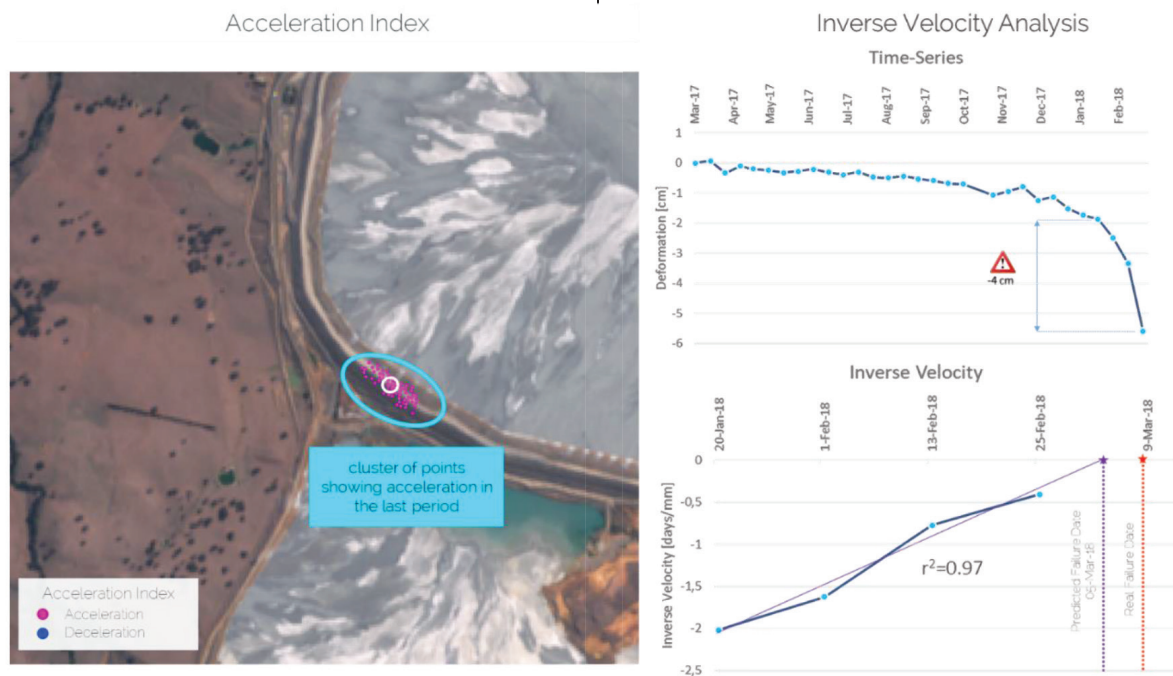 Acceleration Index
cluster of points
showing acceleration in
the last period
Acceleration Index
Acceleration
Deceleration
Inverse Velocity Analysis
Time-Series
Mar-17
Apr-17
May-17
Jun-17
Jul-17
Aug-17
Sep-17
Oct-17
Nov-17
Dec-17
Jan-18
Feb-18
Deformation [cm]
1
0
-1
-2
-3
-4
-5
-6
-4 cm
Inverse Velocity
20-Jan-18
1-Feb-18
13-Feb-18
25-Feb-18
9-Mar-18
Inverse Velocity [days/mm]
0
-0,5
-1
-1,5
-2
-2,5
r²=0.97
Predicted Failure Date
05-Mar-18
Real Failure Date